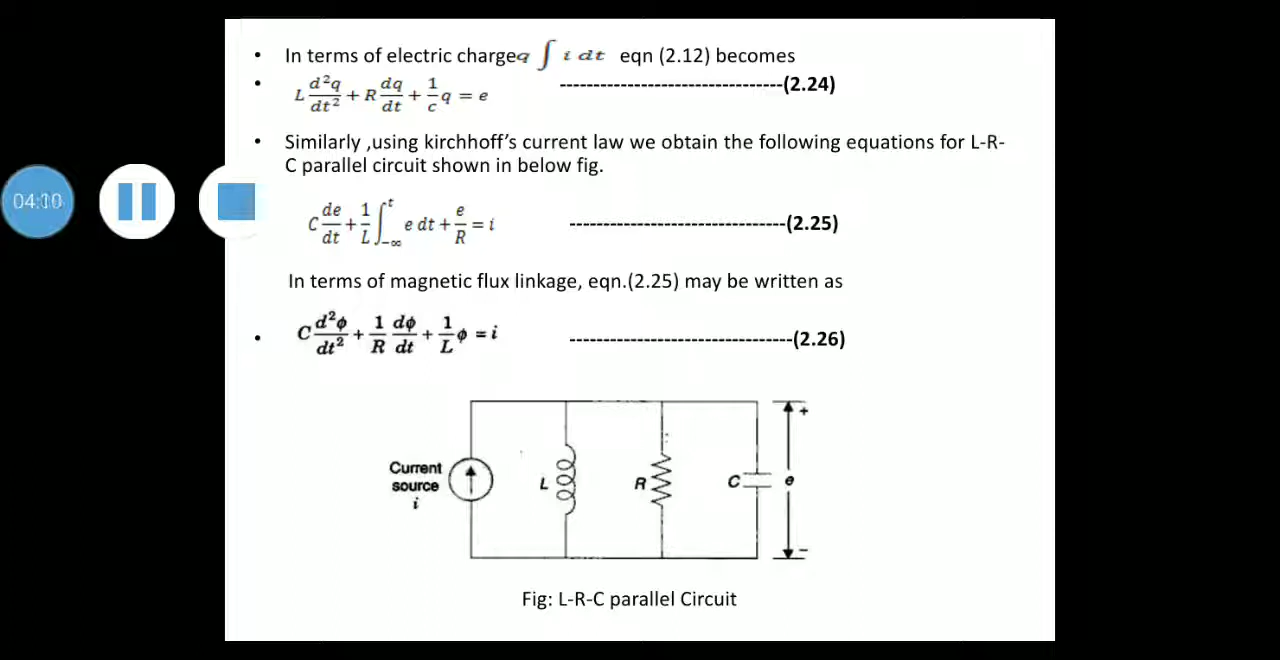 • In terms of electric chargeq ∫ i dt eqn (2.12) becomes
• L d²q/dt² + R dq/dt + 1/c q = e --------------------------------(2.24)
• Similarly ,using kirchhoff's current law we obtain the following equations for L-R-
C parallel circuit shown in below fig.
04:10
C de/dt + 1/L ∫_{-∞}^{t} e dt + e/R = i --------------------------------(2.25)
In terms of magnetic flux linkage, eqn.(2.25) may be written as
• C d²ϕ/dt² + 1/R dϕ/dt + 1/L ϕ = i ---------------------------------(2.26)
+
Current
source
i
L
R
C
e
−
Fig: L-R-C parallel Circuit